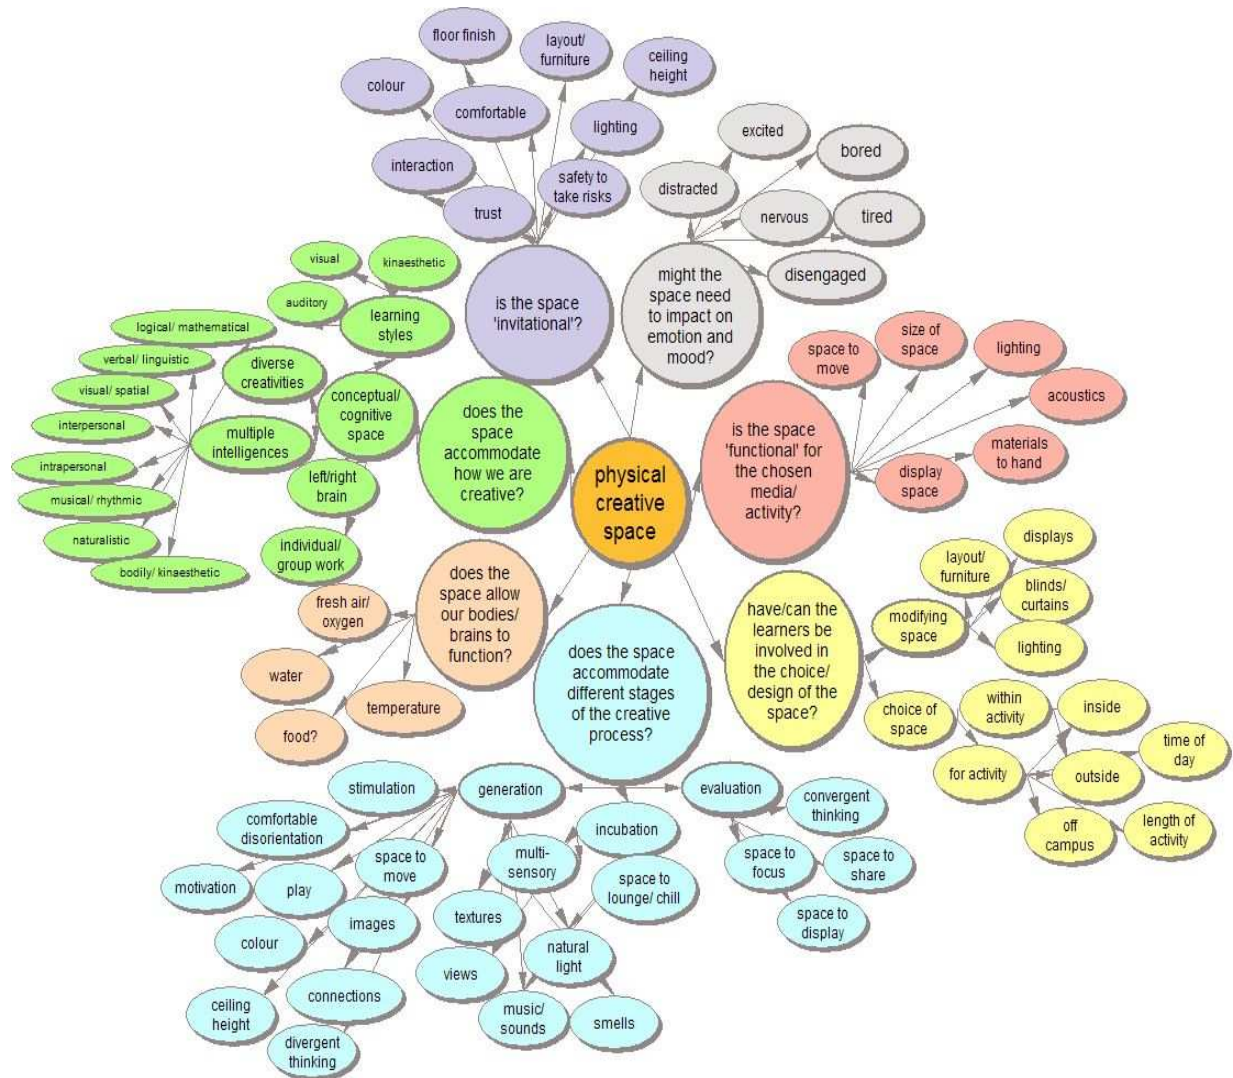 floor finish
layout/
furniture
ceiling
height
colour
comfortable
lighting
interaction
safety to
take risks
trust
is the space
'invitational'?
excited
bored
distracted
nervous
tired
disengaged
might the
space need
to impact on
emotion and
mood?
visual
kinaesthetic
auditory
learning
styles
logical/ mathematical
verbal/ linguistic
diverse
creativities
visual/ spatial
conceptual/
cognitive
space
interpersonal
multiple
intelligences
intrapersonal
left/right
brain
musical/ rhythmic
naturalistic
individual/
group work
bodily/ kinaesthetic
does the
space
accommodate
how we are
creative?
physical
creative
space
space to
move
size of
space
lighting
acoustics
materials
to hand
display
space
is the space
'functional' for
the chosen
media/
activity?
does the
space allow
our bodies/
brains to
function?
fresh air/
oxygen
water
temperature
food?
does the space
accommodate
different stages
of the creative
process?
have/can the
learners be
involved in
the choice/
design of the
space?
displays
layout/
furniture
blinds/
curtains
modifying
space
lighting
choice of
space
within
activity
inside
time of
day
for activity
outside
off
campus
length of
activity
stimulation
generation
evaluation
convergent
thinking
comfortable
disorientation
incubation
space to
move
multi-
sensory
space to
focus
space to
share
motivation
play
space to
lounge/ chill
textures
space to
display
images
colour
natural
light
views
connections
ceiling
height
music/
sounds
smells
divergent
thinking